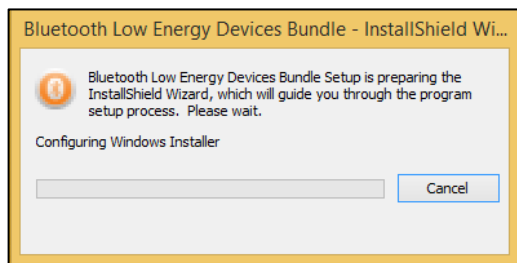 Bluetooth Low Energy Devices Bundle - InstallShield Wi...
Bluetooth Low Energy Devices Bundle Setup is preparing the
InstallShield Wizard, which will guide you through the program
setup process. Please wait.
Configuring Windows Installer
Cancel